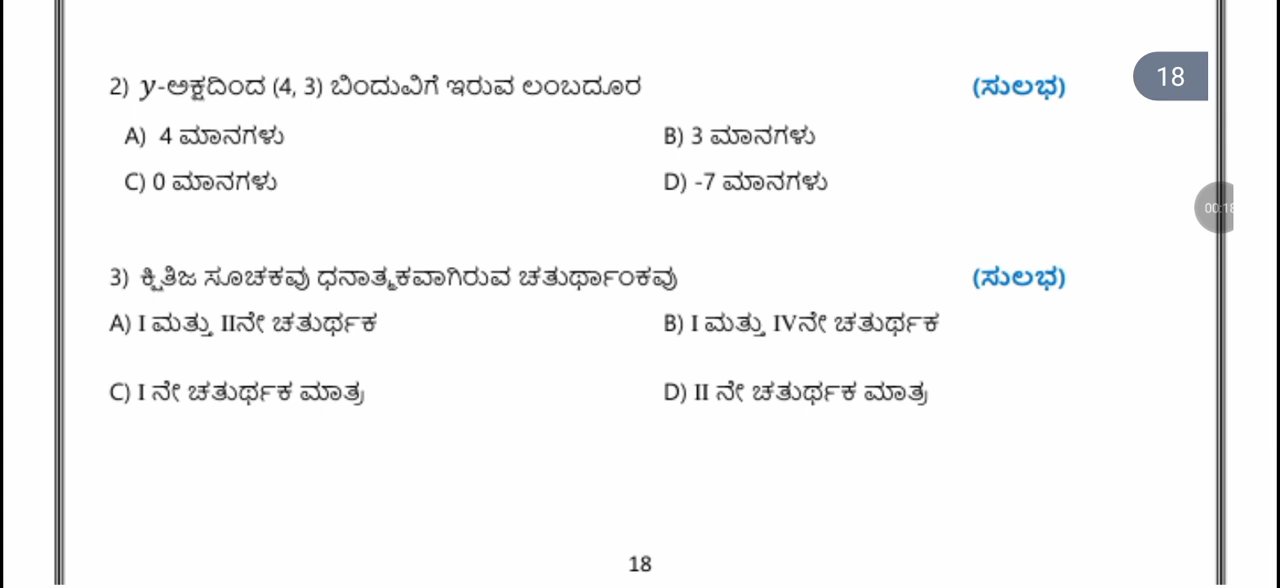 2) y-ಅಕ್ಷದಿಂದ (4, 3) ಬಿಂದುವಿಗೆ ಇರುವ ಲಂಬದೂರ (ಸುಲಭ)
18
A) 4 ಮಾನಗಳು B) 3 ಮಾನಗಳು
C) 0 ಮಾನಗಳು D) -7 ಮಾನಗಳು
00:18
3) ಕ್ಷಿತಿಜ ಸೂಚಕವು ಧನಾತ್ಮಕವಾಗಿರುವ ಚತುರ್ಥಾಂಕವು (ಸುಲಭ)
A) I ಮತ್ತು IIನೇ ಚತುರ್ಥಕ B) I ಮತ್ತು IVನೇ ಚತುರ್ಥಕ
C) I ನೇ ಚತುರ್ಥಕ ಮಾತ್ರ D) II ನೇ ಚತುರ್ಥಕ ಮಾತ್ರ
18